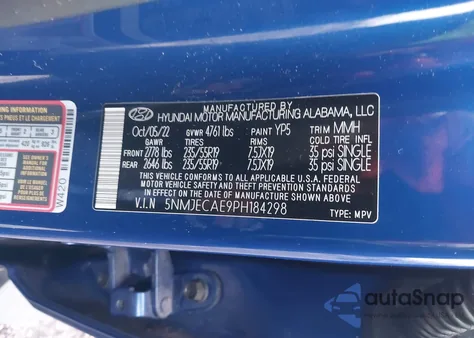 MANUFACTURED BY
HYUNDAI MOTOR MANUFACTURING ALABAMA, LLC
Oct/05/22 GVWR 4761 lbs PAINT YP5 TRIM MMH
GAWR TIRES RIMS COLD TIRE INFL
FRONT 2778 lbs 235/55R19 7.5JX19 35 psi SINGLE
REAR 2646 lbs 235/55R19 7.5JX19 35 psi SINGLE
THIS VEHICLE CONFORMS TO ALL APPLICABLE U.S.A. FEDERAL
MOTOR VEHICLE SAFETY BUMPER AND THEFT PREVENTION
STANDARDS IN EFFECT ON THE DATE OF MANUFACTURE SHOWN ABOVE.
V.I.N 5NMJECAE9PH184298 TYPE: MPV
W420
autoSnap